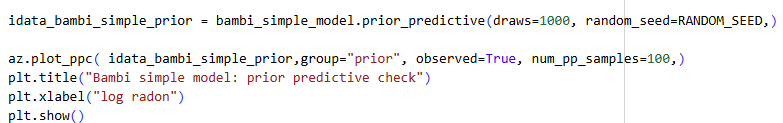 idata_bambi_simple_prior = bambi_simple_model.prior_predictive(draws=1000, random_seed=RANDOM_SEED,)
az.plot_ppc( idata_bambi_simple_prior,group="prior", observed=True, num_pp_samples=100,)
plt.title("Bambi simple model: prior predictive check")
plt.xlabel("log radon")
plt.show()